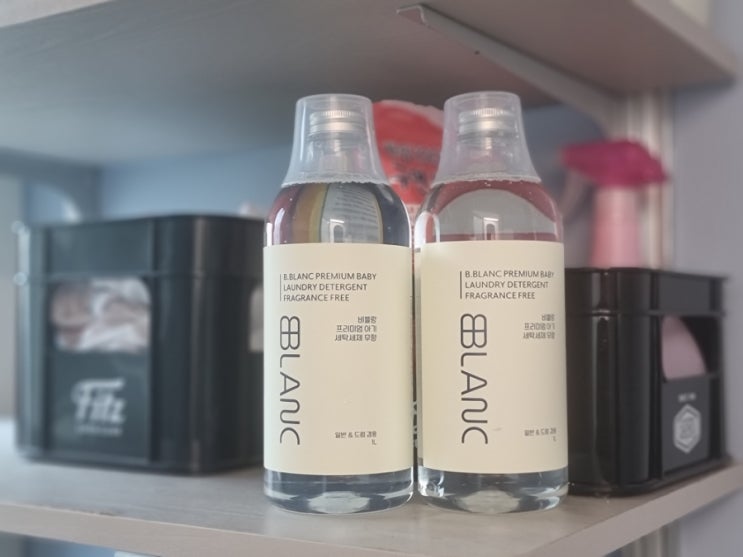 B.BLANC PREMIUM BABY
LAUNDRY DETERGENT
FRAGRANCE FREE
비블랑
프리미엄 아기
세탁세제 무향
BBLANC
일반 & 드럼 겸용
1L
B.BLANC PREMIUM BABY
LAUNDRY DETERGENT
FRAGRANCE FREE
비블랑
프리미엄 아기
세탁세제 무향
BBLANC
일반 & 드럼 겸용
1L
Fitz